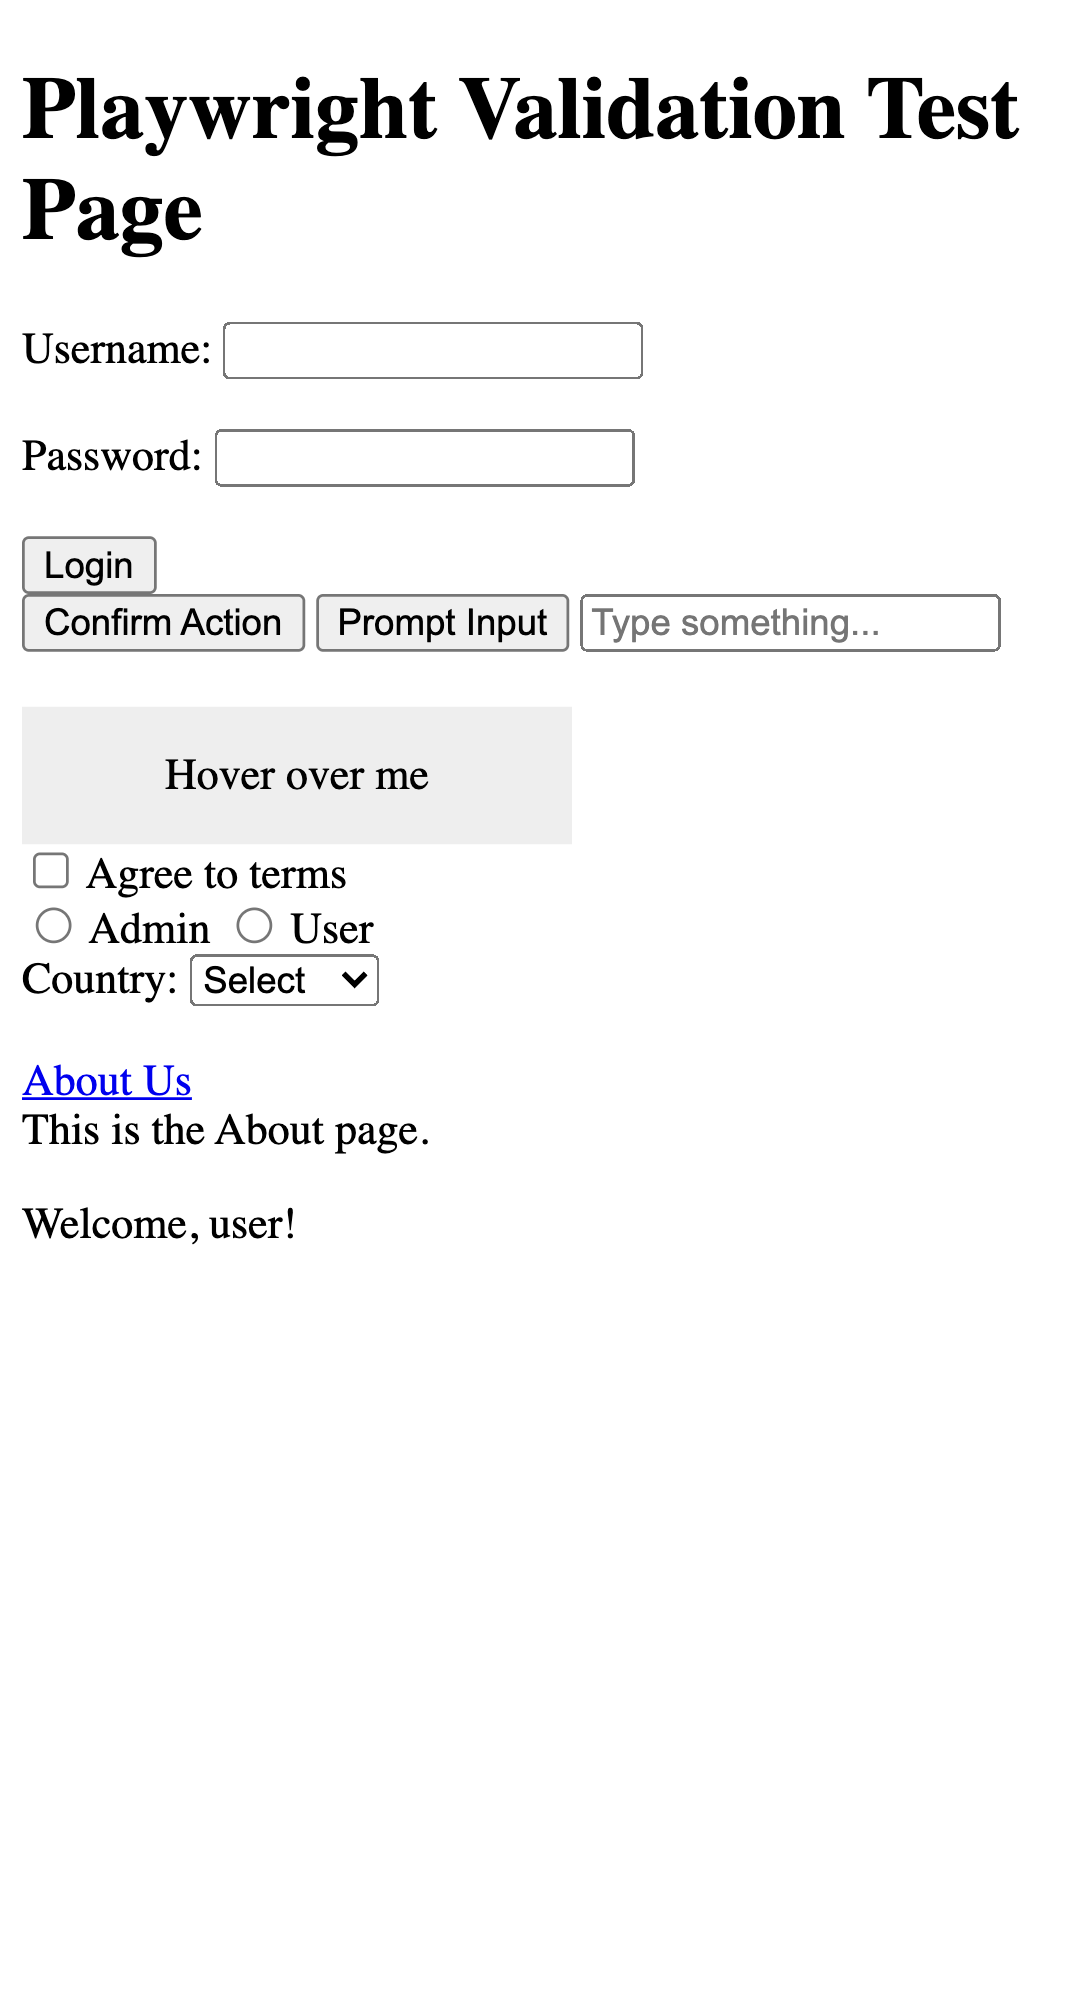 Playwright Validation Test
Page
Username:
Password:
Login
Confirm Action Prompt Input Type something...
Hover over me
Agree to terms
Admin User
Country: Select
About Us
This is the About page.
Welcome, user!